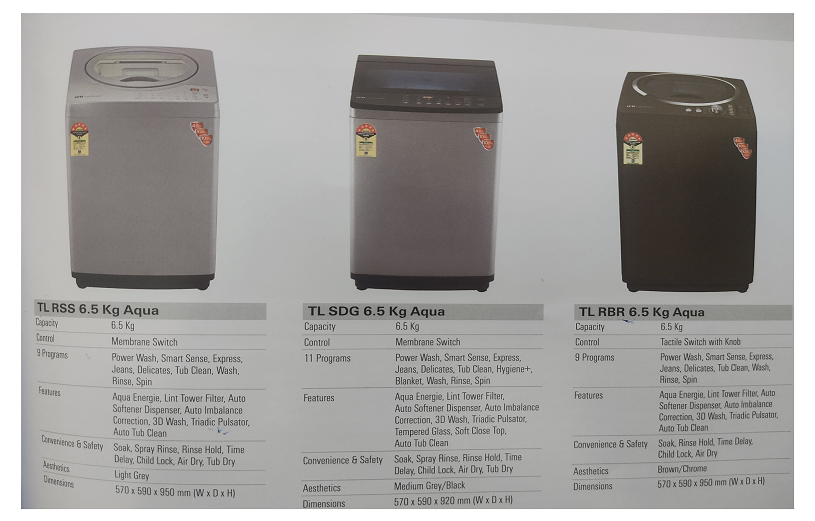 TL RSS 6.5 Kg Aqua
Capacity 6.5 Kg
Control Membrane Switch
9 Programs Power Wash, Smart Sense, Express,
Jeans, Delicates, Tub Clean, Wash,
Rinse, Spin
Features Aqua Energie, Lint Tower Filter, Auto
Softener Dispenser, Auto Imbalance
Correction, 3D Wash, Triadic Pulsator,
Auto Tub Clean
Convenience & Safety Soak, Spray Rinse, Rinse Hold, Time
Delay, Child Lock, Air Dry, Tub Dry
Aesthetics Light Grey
Dimensions 570 x 590 x 950 mm (W x D x H)
TL SDG 6.5 Kg Aqua
Capacity 6.5 Kg
Control Membrane Switch
11 Programs Power Wash, Smart Sense, Express,
Jeans, Delicates, Tub Clean, Hygiene+,
Blanket, Wash, Rinse, Spin
Features Aqua Energie, Lint Tower Filter,
Auto Softener Dispenser, Auto Imbalance
Correction, 3D Wash, Triadic Pulsator,
Tempered Glass, Soft Close Top,
Auto Tub Clean
Convenience & Safety Soak, Spray Rinse, Rinse Hold, Time
Delay, Child Lock, Air Dry, Tub Dry
Aesthetics Medium Grey/Black
Dimensions 570 x 590 x 920 mm (W x D x H)
TL RBR 6.5 Kg Aqua
Capacity 6.5 Kg
Control Tactile Switch with Knob
9 Programs Power Wash, Smart Sense, Express,
Jeans, Delicates, Tub Clean, Wash,
Rinse, Spin
Features Aqua Energie, Lint Tower Filter, Auto
Softener Dispenser, Auto Imbalance
Correction, 3D Wash, Triadic Pulsator,
Auto Tub Clean
Convenience & Safety Soak, Rinse Hold, Time Delay,
Child Lock, Air Dry
Aesthetics Brown/Chrome
Dimensions 570 x 590 x 950 mm (W x D x H)